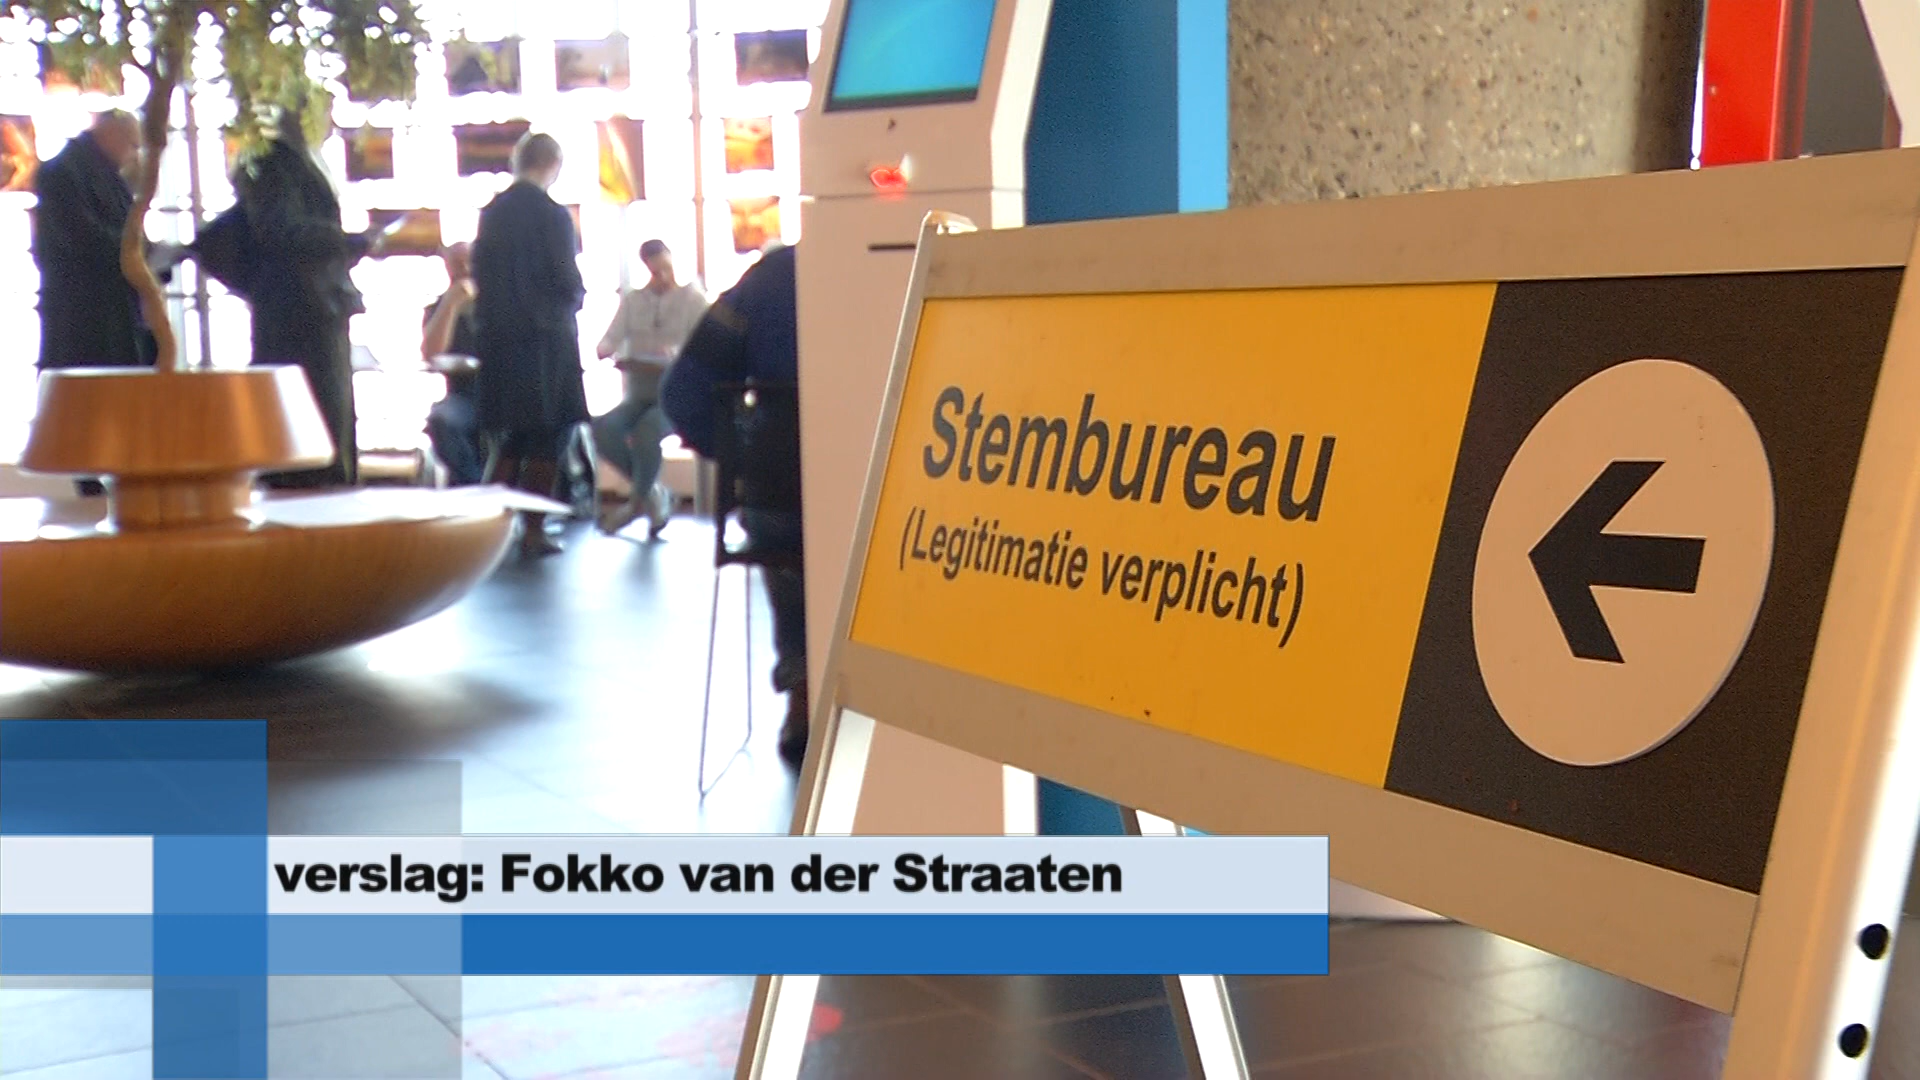 Stembureau
(Legitimatie verplicht)
verslag: Fokko van der Straaten